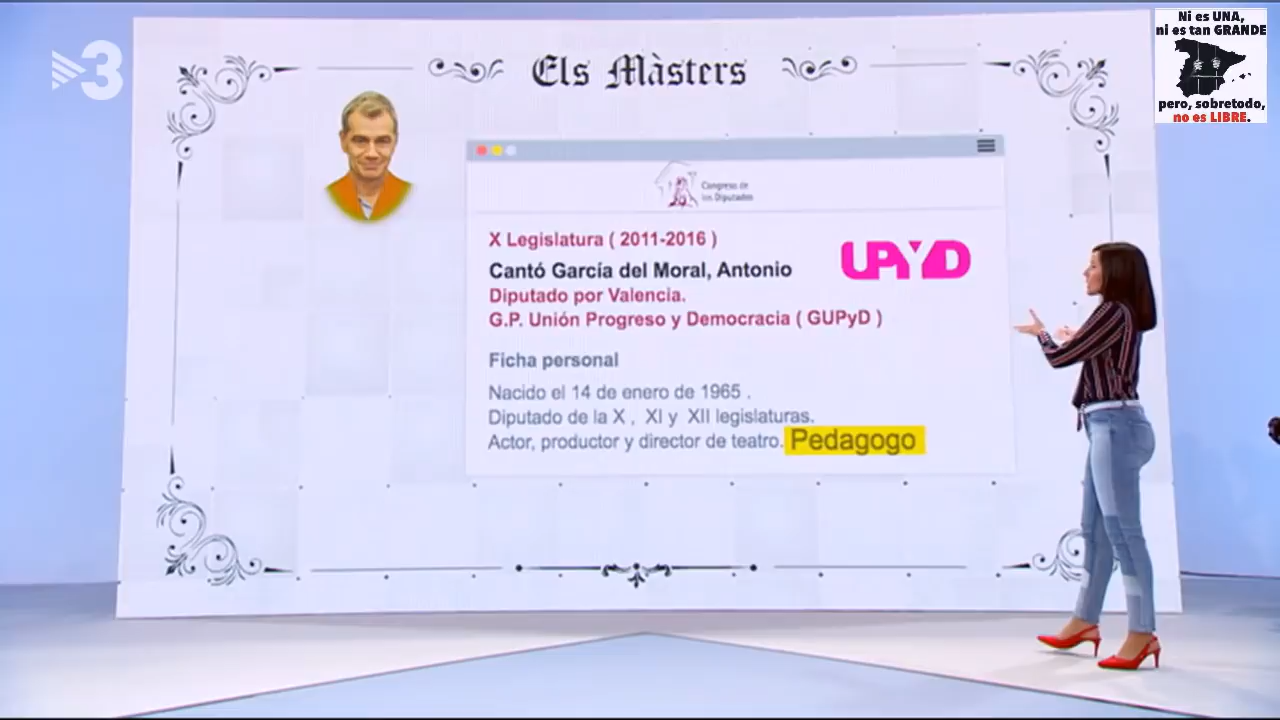 3
Ni es UNA,
ni es tan GRANDE
pero, sobretodo,
no es LIBRE.
Els Màsters
Congreso de
los Diputados
X Legislatura ( 2011-2016 )
UPYD
Cantó García del Moral, Antonio
Diputado por Valencia.
G.P. Unión Progreso y Democracia ( GUPyD )
Ficha personal
Nacido el 14 de enero de 1965 .
Diputado de la X , XI y XII legislaturas.
Actor, productor y director de teatro. Pedagogo